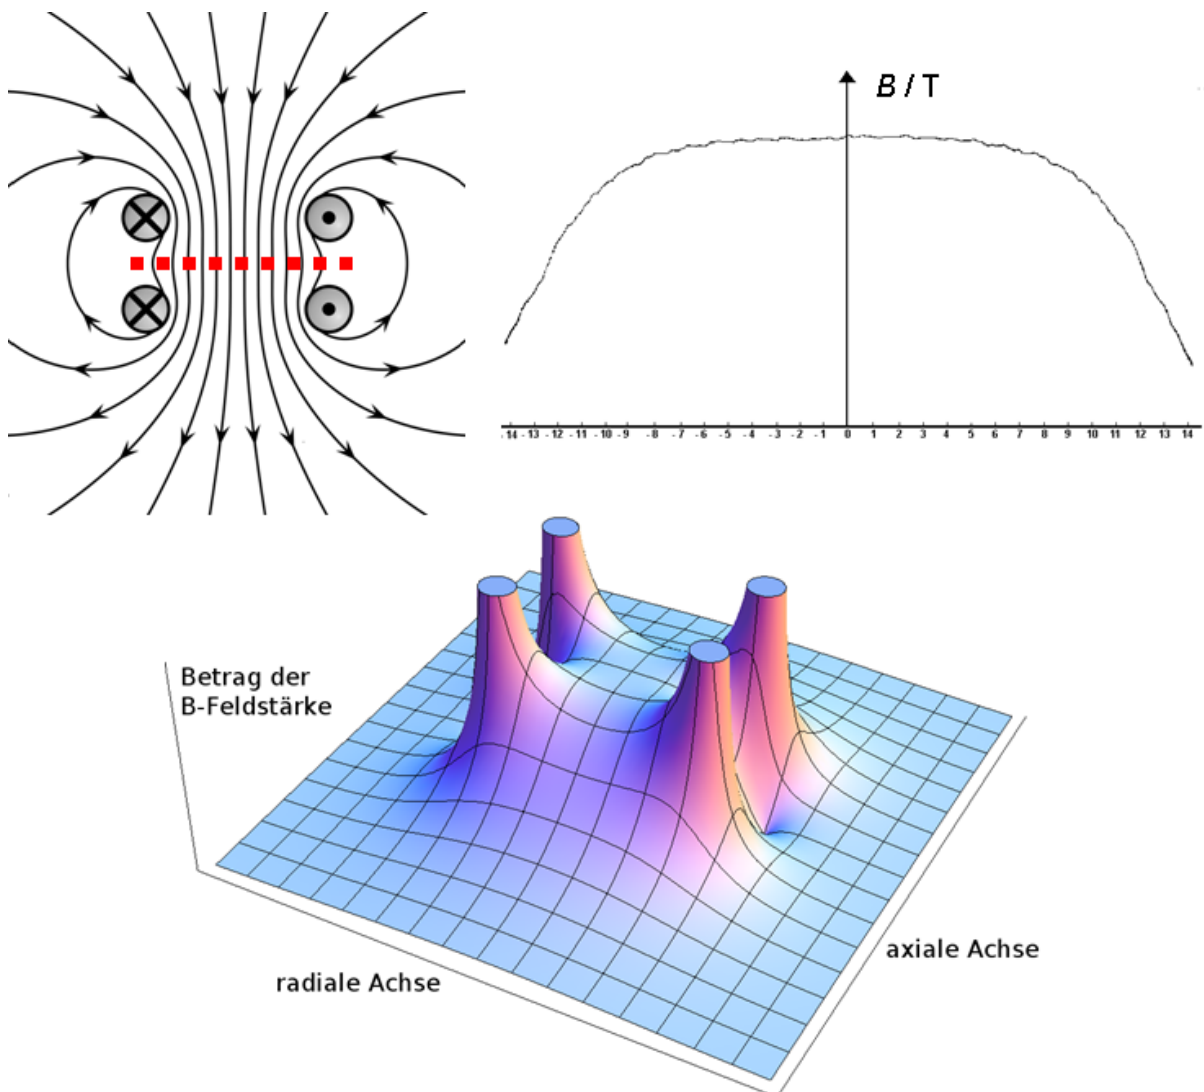 B / T
- 14 - 13 - 12 - 11 - 10 - 9 - 8 - 7 - 6 - 5 - 4 - 3 - 2 - 1 0 1 2 3 4 5 6 7 8 9 10 11 12 13 14
Betrag der
B-Feldstärke
axiale Achse
radiale Achse